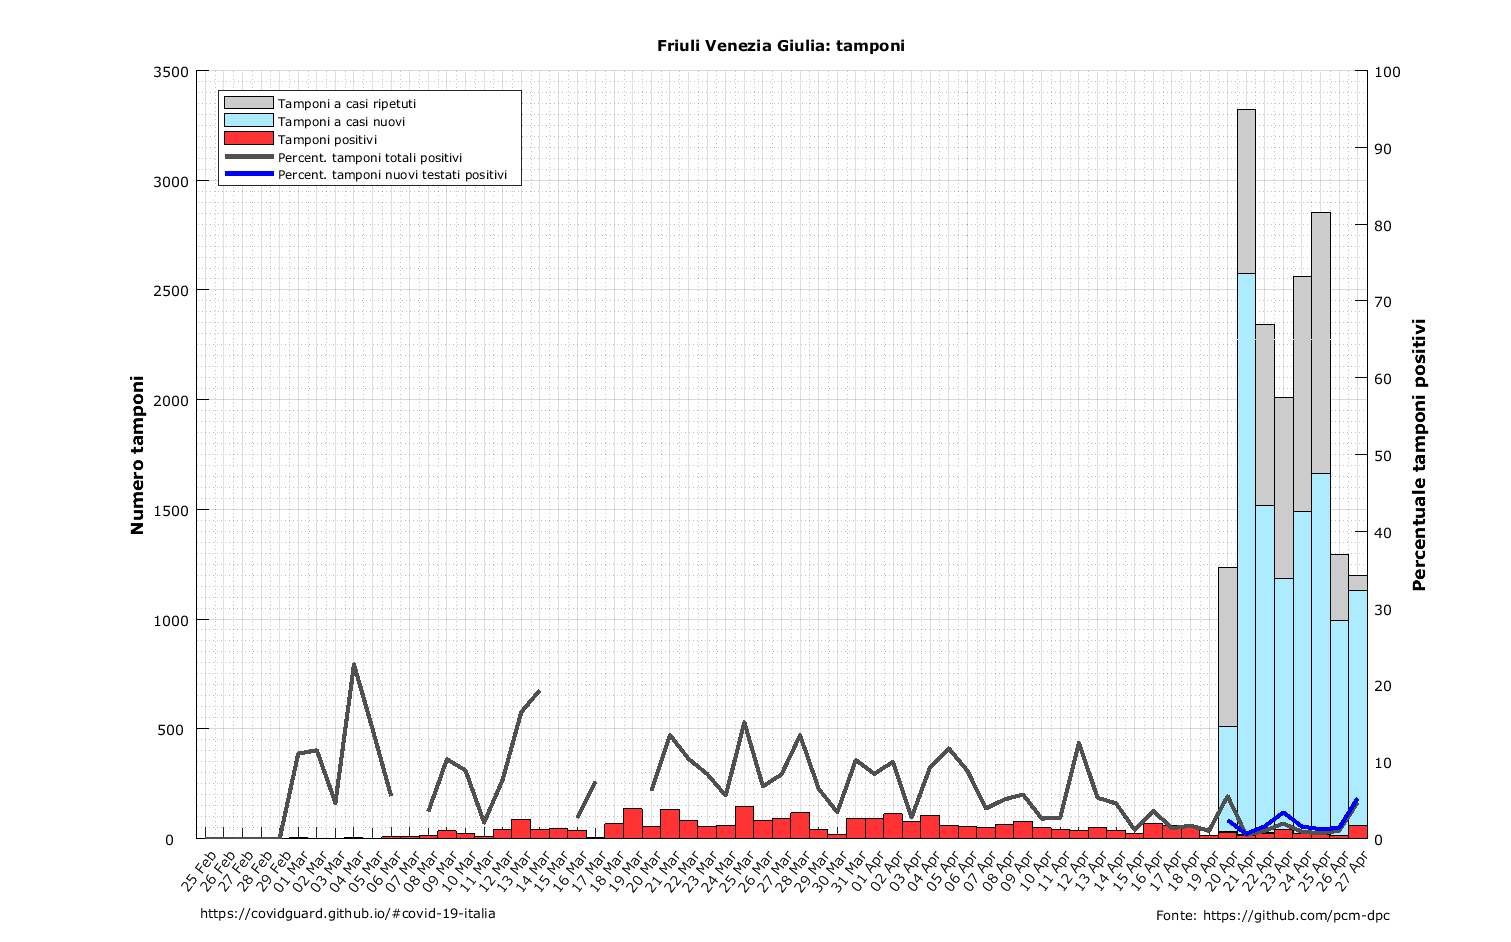 Friuli Venezia Giulia: tamponi
Tamponi a casi ripetuti
Tamponi a casi nuovi
Tamponi positivi
Percent. tamponi totali positivi
Percent. tamponi nuovi testati positivi
Numero tamponi
3500
3000
2500
2000
1500
1000
500
0
Percentuale tamponi positivi
100
90
80
70
60
50
40
30
20
10
0
25 Feb
26 Feb
27 Feb
28 Feb
29 Feb
01 Mar
02 Mar
03 Mar
04 Mar
05 Mar
06 Mar
07 Mar
08 Mar
09 Mar
10 Mar
11 Mar
12 Mar
13 Mar
14 Mar
15 Mar
16 Mar
17 Mar
18 Mar
19 Mar
20 Mar
21 Mar
22 Mar
23 Mar
24 Mar
25 Mar
26 Mar
27 Mar
28 Mar
29 Mar
30 Mar
31 Mar
01 Apr
02 Apr
03 Apr
04 Apr
05 Apr
06 Apr
07 Apr
08 Apr
09 Apr
10 Apr
11 Apr
12 Apr
13 Apr
14 Apr
15 Apr
16 Apr
17 Apr
18 Apr
19 Apr
20 Apr
21 Apr
22 Apr
23 Apr
24 Apr
25 Apr
26 Apr
27 Apr
https://covidguard.github.io/#covid-19-italia
Fonte: https://github.com/pcm-dpc